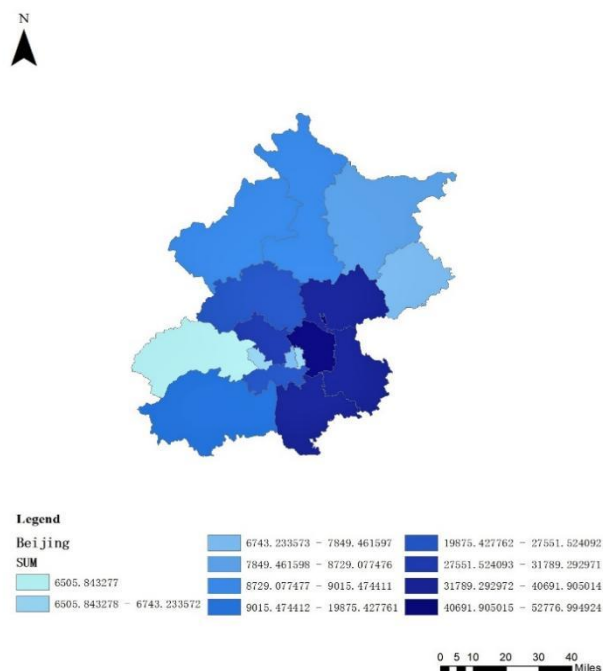 N
Legend
Beijing
SUM
6505.843277
6505.843278 - 6743.233572
6743.233573 - 7849.461597
7849.461598 - 8729.077476
8729.077477 - 9015.474411
9015.474412 - 19875.427761
19875.427762 - 27551.524092
27551.524093 - 31789.292971
31789.292972 - 40691.905014
40691.905015 - 52776.994924
0 5 10 20 30 40
Miles